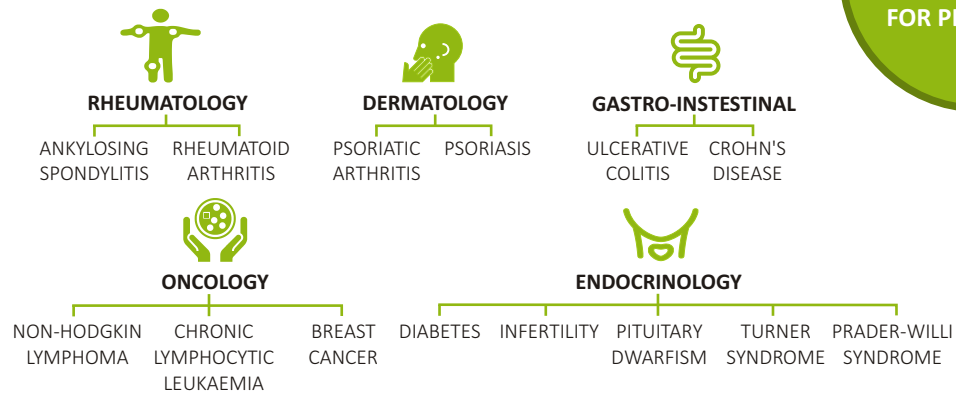 FOR P
RHEUMATOLOGY
ANKYLOSING
SPONDYLITIS
RHEUMATOID
ARTHRITIS
DERMATOLOGY
PSORIATIC
ARTHRITIS
PSORIASIS
GASTRO-INSTESTINAL
ULCERATIVE
COLITIS
CROHN'S
DISEASE
ONCOLOGY
NON-HODGKIN
LYMPHOMA
CHRONIC
LYMPHOCYTIC
LEUKAEMIA
BREAST
CANCER
ENDOCRINOLOGY
DIABETES
INFERTILITY
PITUITARY
DWARFISM
TURNER
SYNDROME
PRADER-WILLI
SYNDROME